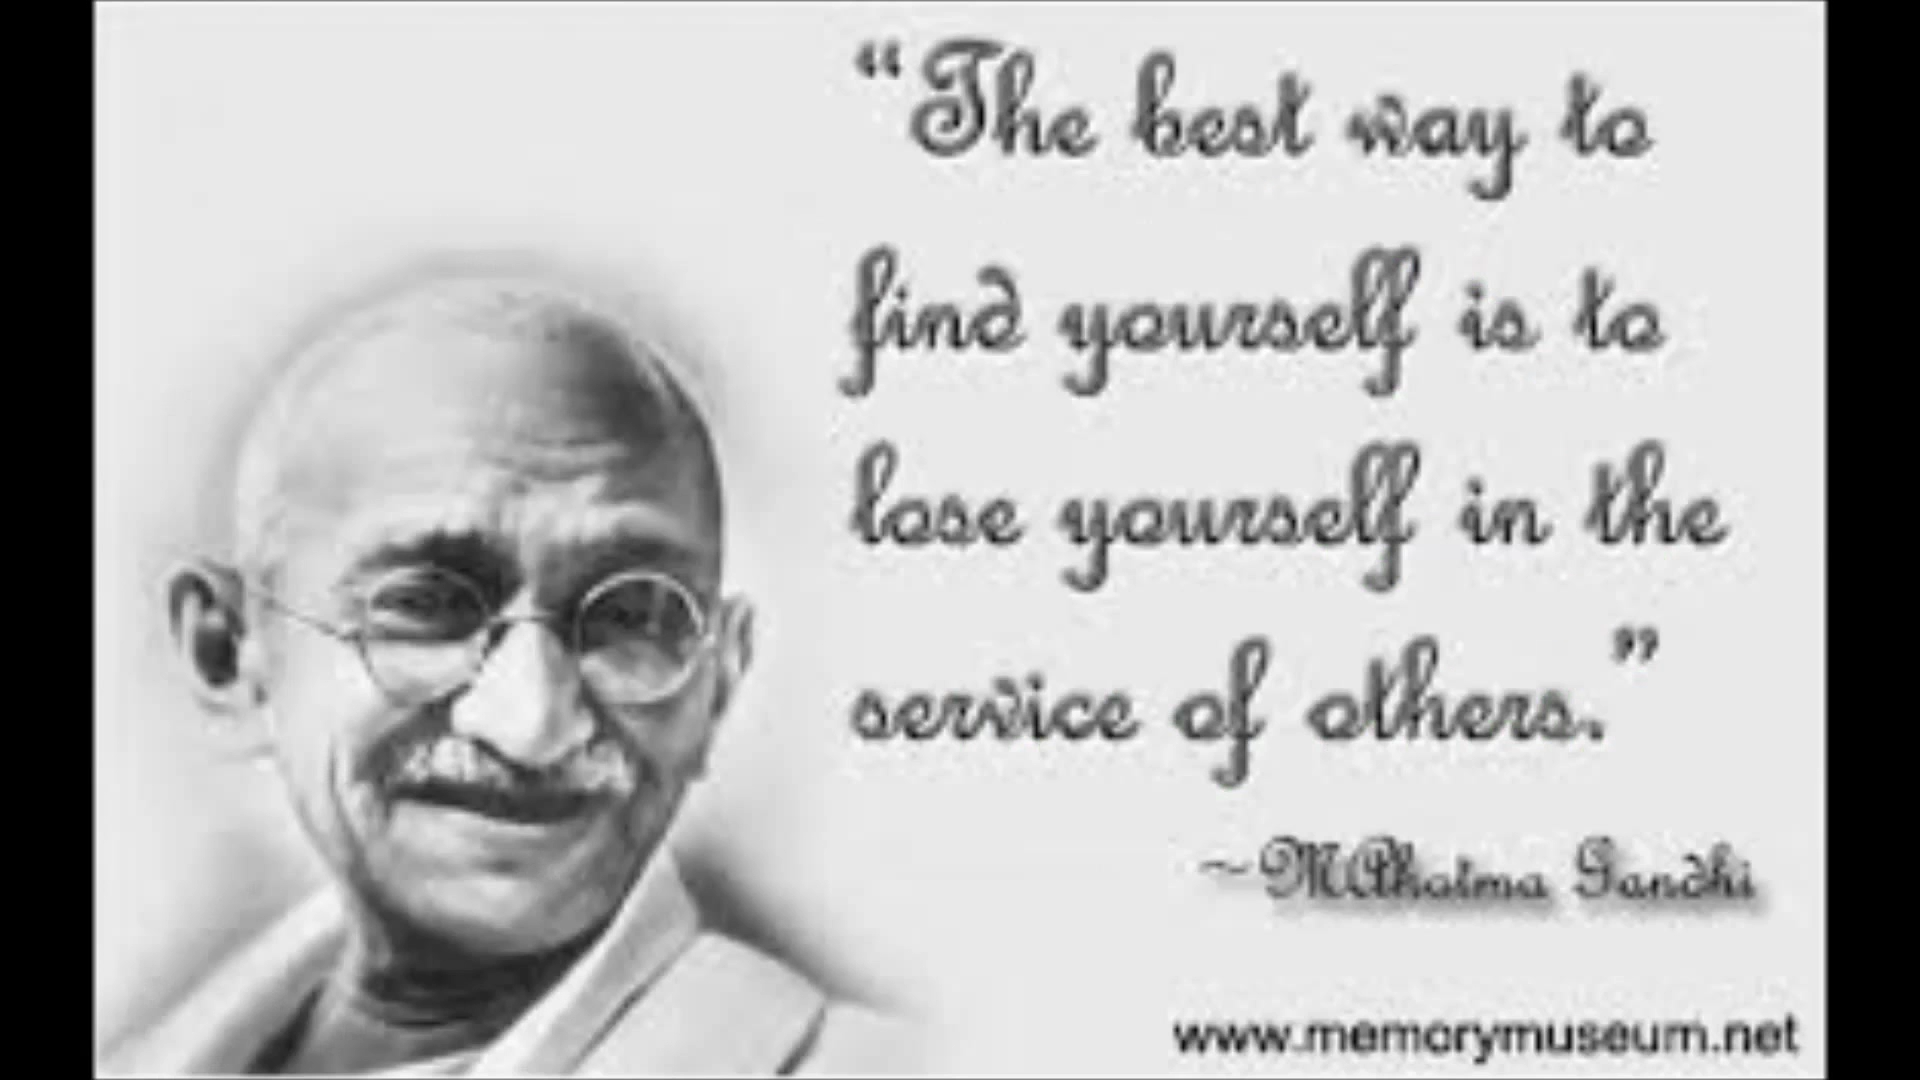 “The best way to
find yourself is to
lose yourself in the
service of others.”
~MAhatma Gandhi
www.memorymuseum.net